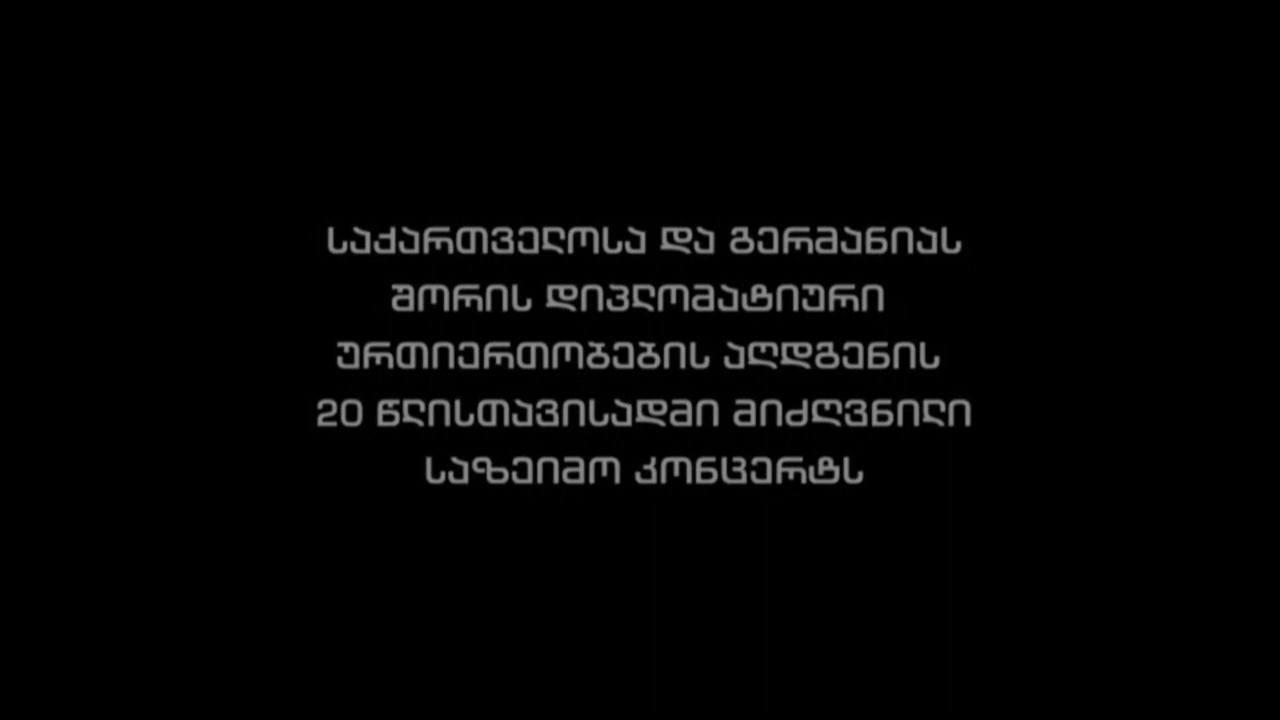 საქართველოსა და გერმანიას
შორის დიპლომატიური
ურთიერთობების აღდგენის
20 წლისთავისადმი მიძღვნილი
საზეიმო კონცერტს